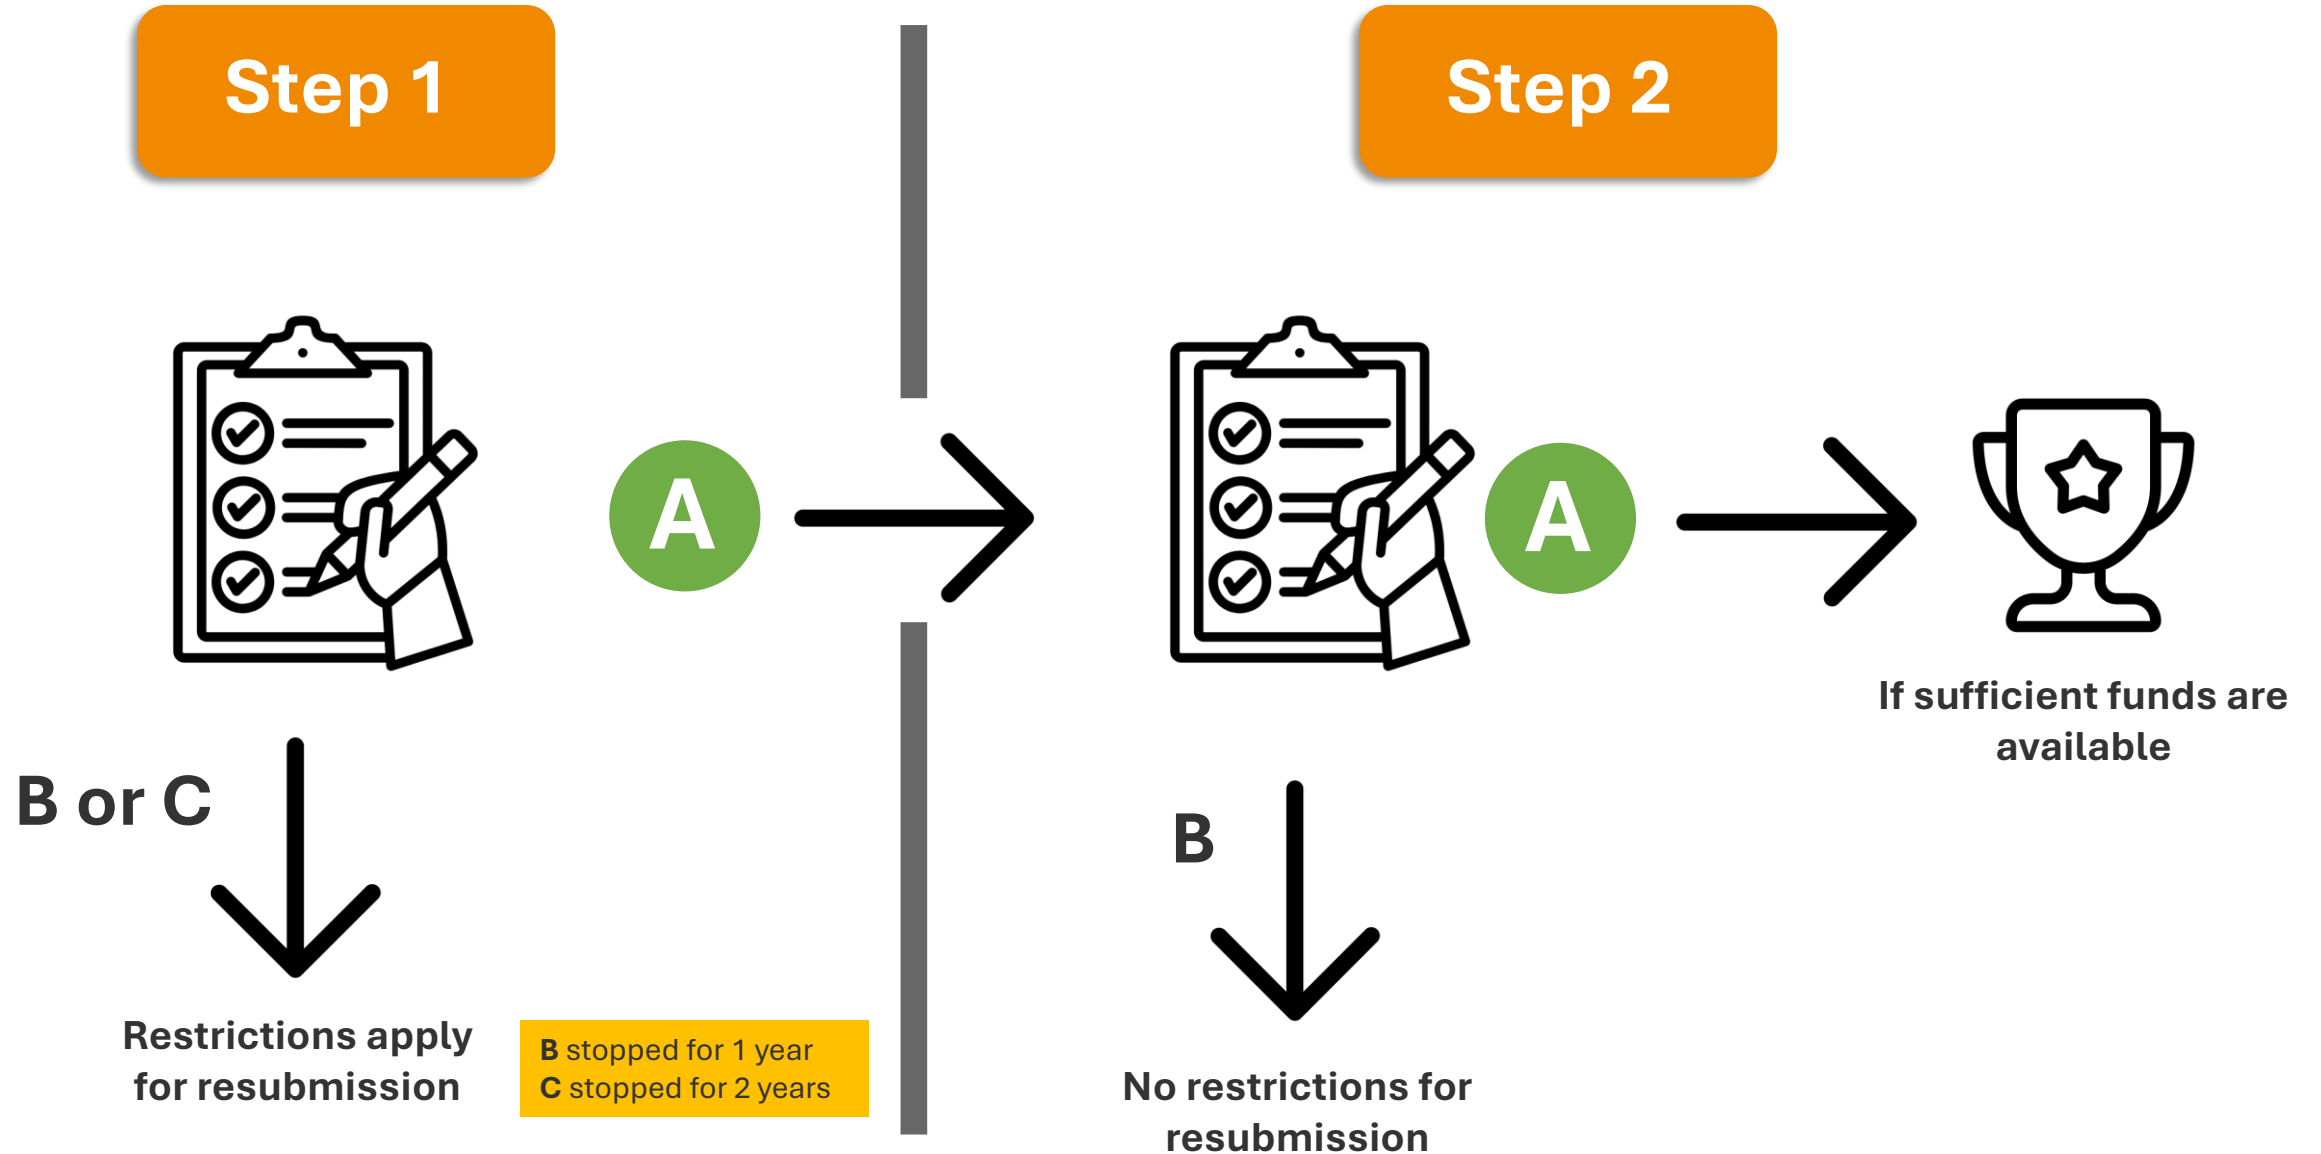 Step 1
Step 2
A
A
If sufficient funds are
available
B or C
B
Restrictions apply
for resubmission
B stopped for 1 year
C stopped for 2 years
No restrictions for
resubmission